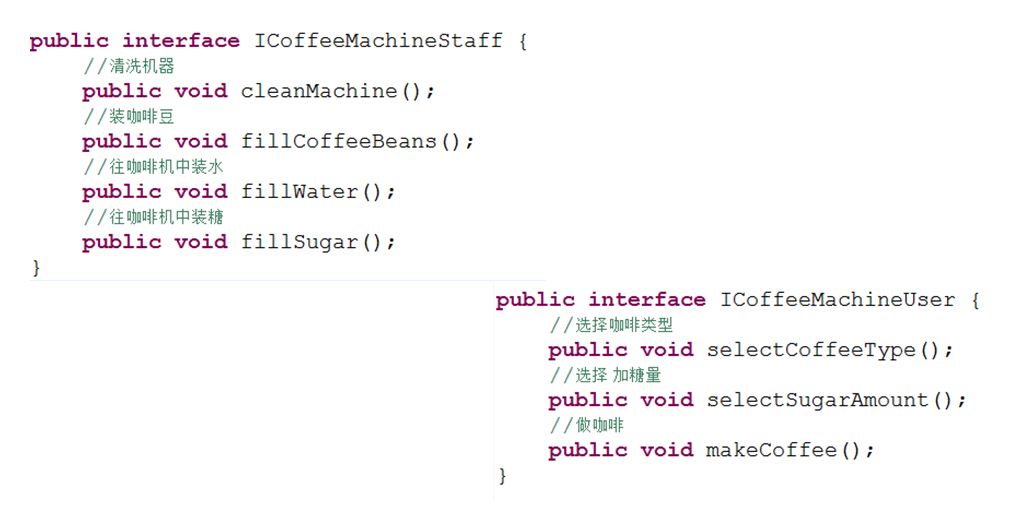 public interface ICoffeeMachineStaff {
//清洗机器
public void cleanMachine();
//装咖啡豆
public void fillCoffeeBeans();
//往咖啡机中装水
public void fillWater();
//往咖啡机中装糖
public void fillSugar();
}
public interface ICoffeeMachineUser {
//选择咖啡类型
public void selectCoffeeType();
//选择 加糖量
public void selectSugarAmount();
//做咖啡
public void makeCoffee();
}